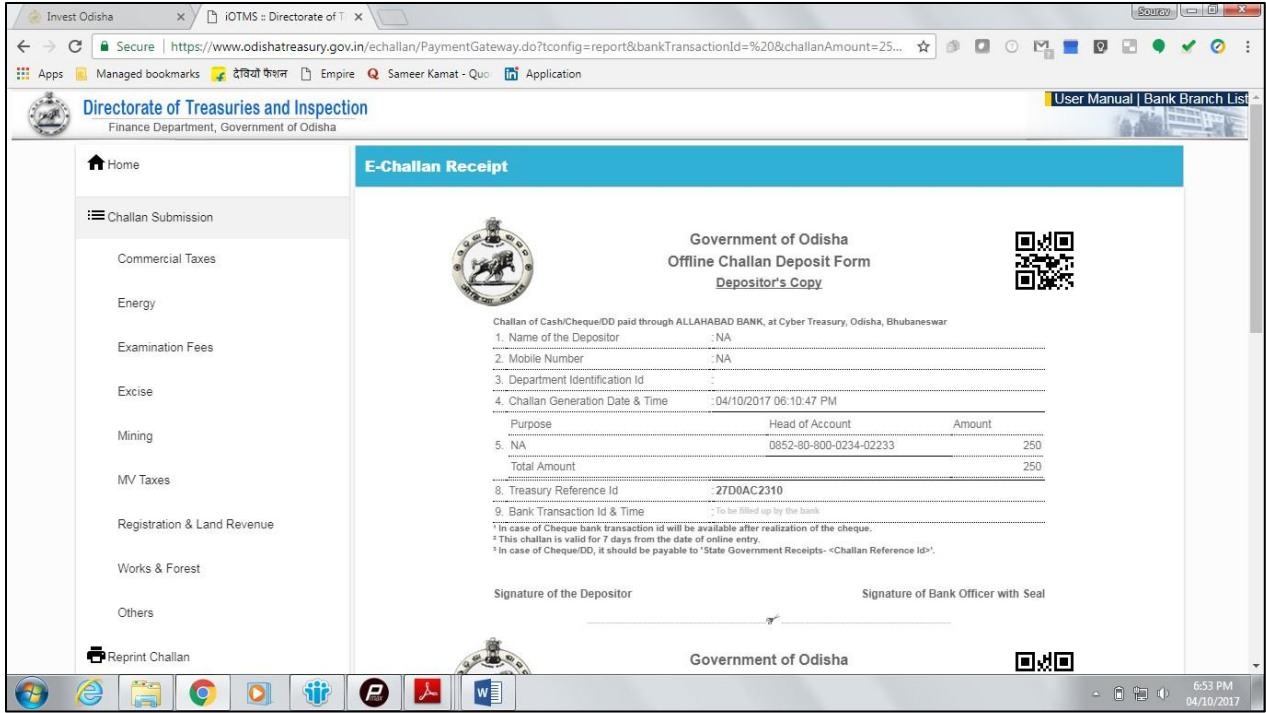 Invest Odisha
iOTMS :: Directorate of T
Sourav
Secure https://www.odishatreasury.gov.in/echallan/PaymentGateway.do?tconfig=report&bankTransactionId=%20&challanAmount=25...
Apps Managed bookmarks देवियों फैशन Empire Sameer Kamat - Quo Application
Directorate of Treasuries and Inspection
Finance Department, Government of Odisha
User Manual | Bank Branch List
Home
Challan Submission
Commercial Taxes
Energy
Examination Fees
Excise
Mining
MV Taxes
Registration & Land Revenue
Works & Forest
Others
Reprint Challan
E-Challan Receipt
Government of Odisha
Offline Challan Deposit Form
Depositor's Copy
Challan of Cash/Cheque/DD paid through ALLAHABAD BANK, at Cyber Treasury, Odisha, Bhubaneswar
1. Name of the Depositor : NA
2. Mobile Number : NA
3. Department Identification Id :
4. Challan Generation Date & Time : 04/10/2017 06:10:47 PM
Purpose Head of Account Amount
5. NA 0852-80-800-0234-02233 250
Total Amount 250
8. Treasury Reference Id : 27D0AC2310
9. Bank Transaction Id & Time : To be filled up by the bank
¹ In case of Cheque bank transaction id will be available after realization of the cheque.
² This challan is valid for 7 days from the date of online entry.
³ In case of Cheque/DD, it should be payable to 'State Government Receipts- <Challan Reference Id>'.
Signature of the Depositor Signature of Bank Officer with Seal
Government of Odisha
6:53 PM
04/10/2017